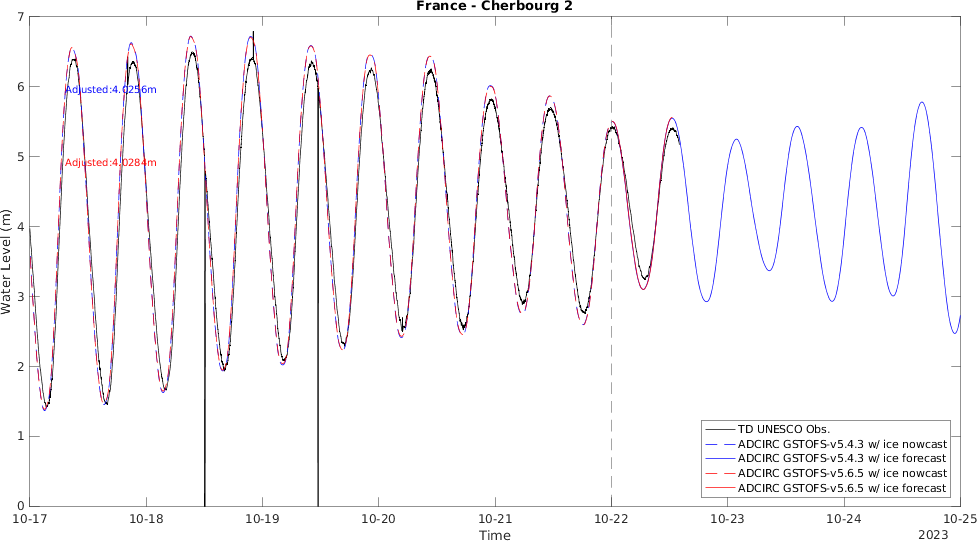 France - Cherbourg 2
7
6
5
4
3
2
1
0
Water Level (m)
Adjusted:4.0256m
Adjusted:4.0284m
TD UNESCO Obs.
ADCIRC GSTOFS-v5.4.3 w/ ice nowcast
ADCIRC GSTOFS-v5.4.3 w/ ice forecast
ADCIRC GSTOFS-v5.6.5 w/ ice nowcast
ADCIRC GSTOFS-v5.6.5 w/ ice forecast
10-17 10-18 10-19 10-20 10-21 10-22 10-23 10-24 10-25
Time
2023